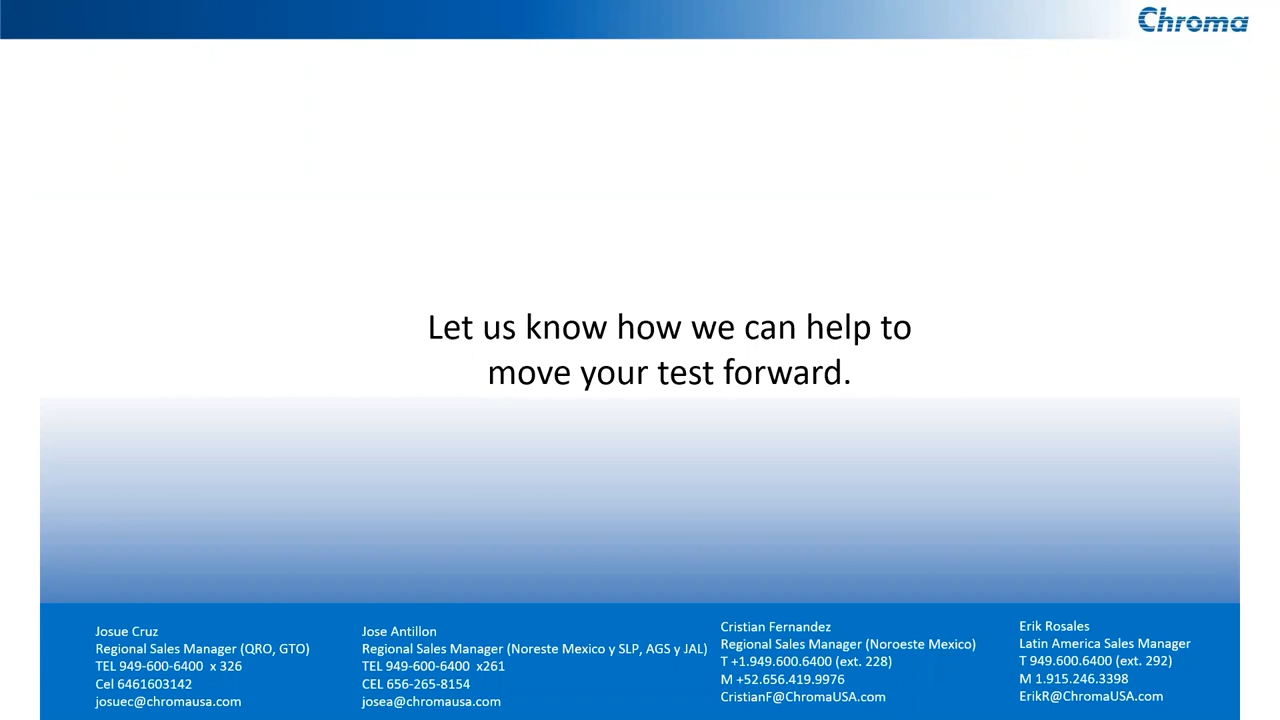 Chroma
Let us know how we can help to
move your test forward.
Josue Cruz
Regional Sales Manager (QRO, GTO)
TEL 949-600-6400 x 326
Cel 6461603142
josuec@chromausa.com
Jose Antillon
Regional Sales Manager (Noreste Mexico y SLP, AGS y JAL)
TEL 949-600-6400 x261
CEL 656-265-8154
josea@chromausa.com
Cristian Fernandez
Regional Sales Manager (Noroeste Mexico)
T +1.949.600.6400 (ext. 228)
M +52.656.419.9976
CristianF@ChromaUSA.com
Erik Rosales
Latin America Sales Manager
T 949.600.6400 (ext. 292)
M 1.915.246.3398
ErikR@ChromaUSA.com